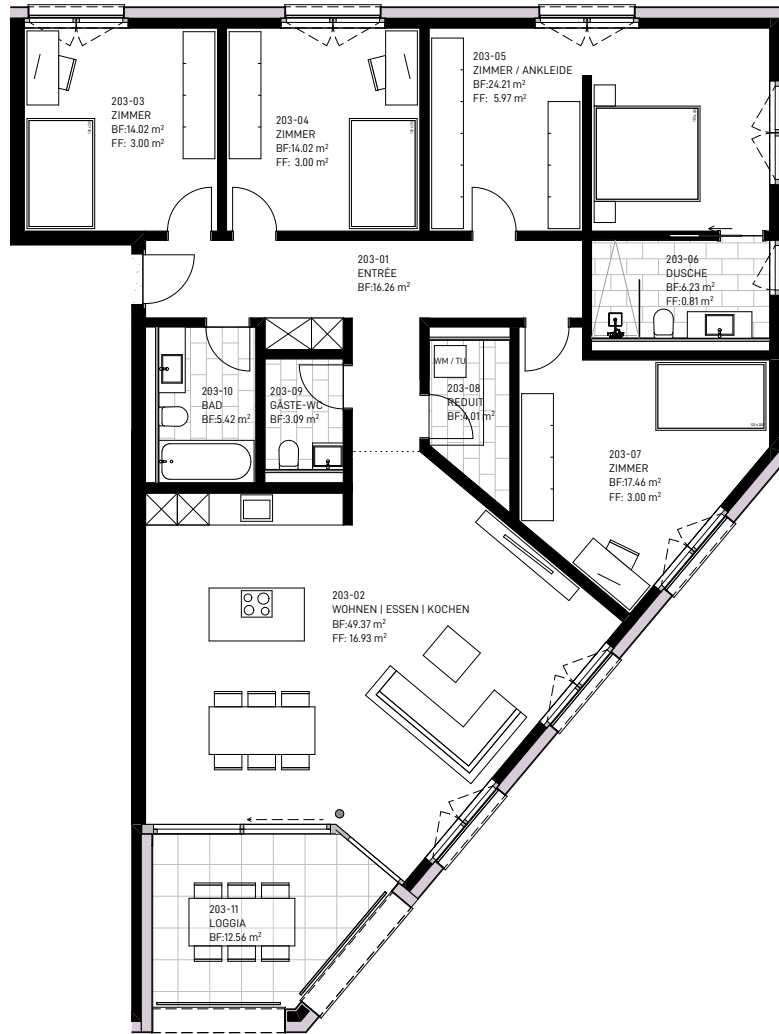 203-03
ZIMMER
BF:14.02 m²
FF: 3.00 m²
203-04
ZIMMER
BF:14.02 m²
FF: 3.00 m²
203-05
ZIMMER / ANKLEIDE
BF:24.21 m²
FF: 5.97 m²
203-01
ENTRÉE
BF:16.26 m²
203-06
DUSCHE
BF:6.23 m²
FF:0.81 m²
203-10
BAD
BF:5.42 m²
203-09
GÄSTE-WC
BF:3.09 m²
WM / TU
203-08
REDUIT
BF:4.01 m²
203-07
ZIMMER
BF:17.46 m²
FF: 3.00 m²
203-02
WOHNEN | ESSEN | KOCHEN
BF:49.37 m²
FF: 16.93 m²
203-11
LOGGIA
BF:12.56 m²